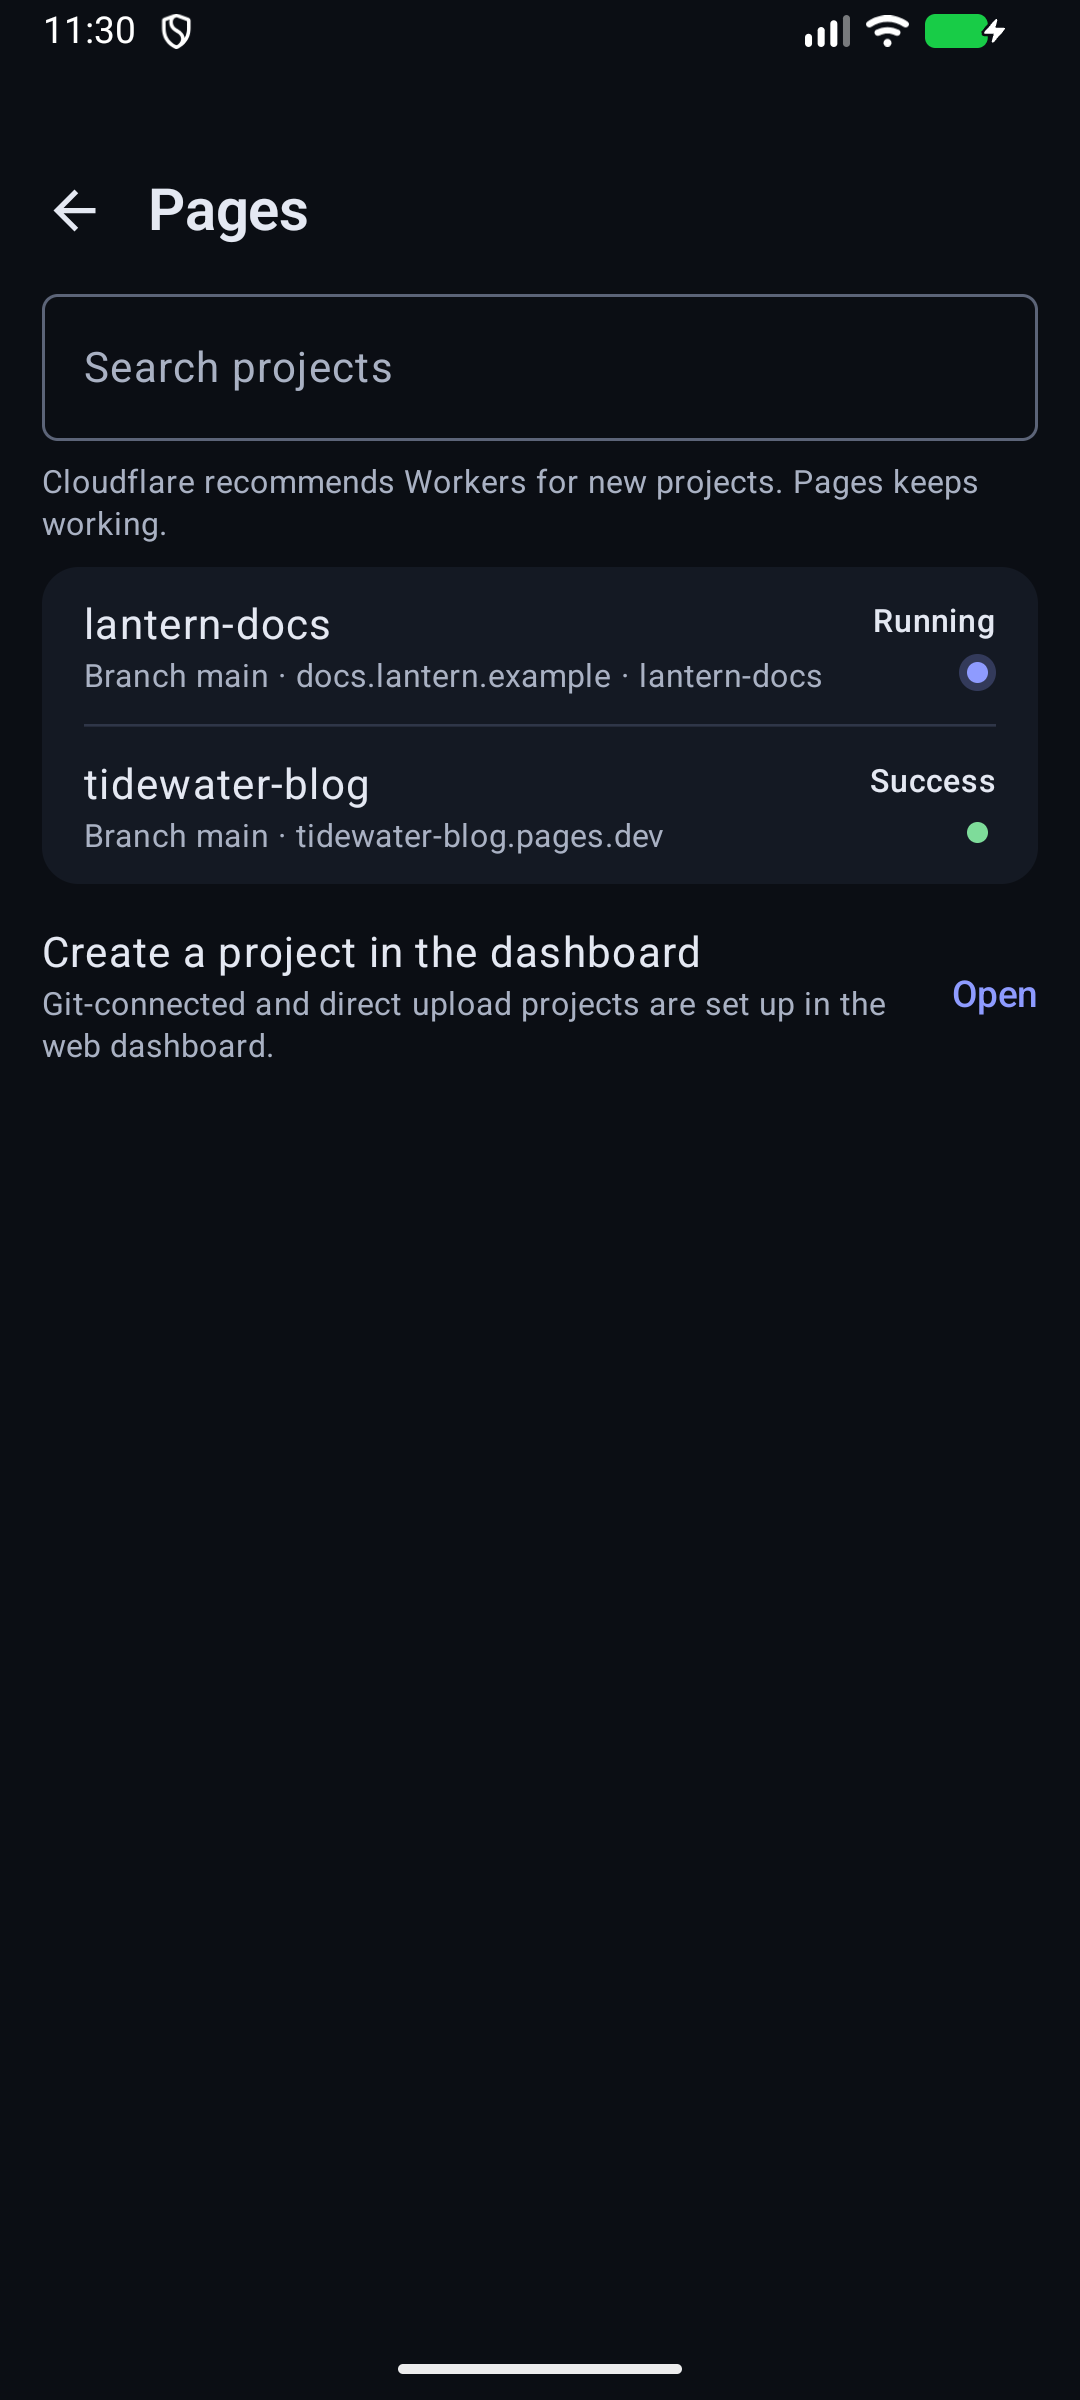 11:30
Pages
Search projects
Cloudflare recommends Workers for new projects. Pages keeps
working.
lantern-docs
Running
Branch main · docs.lantern.example · lantern-docs
tidewater-blog
Success
Branch main · tidewater-blog.pages.dev
Create a project in the dashboard
Git-connected and direct upload projects are set up in the
web dashboard.
Open